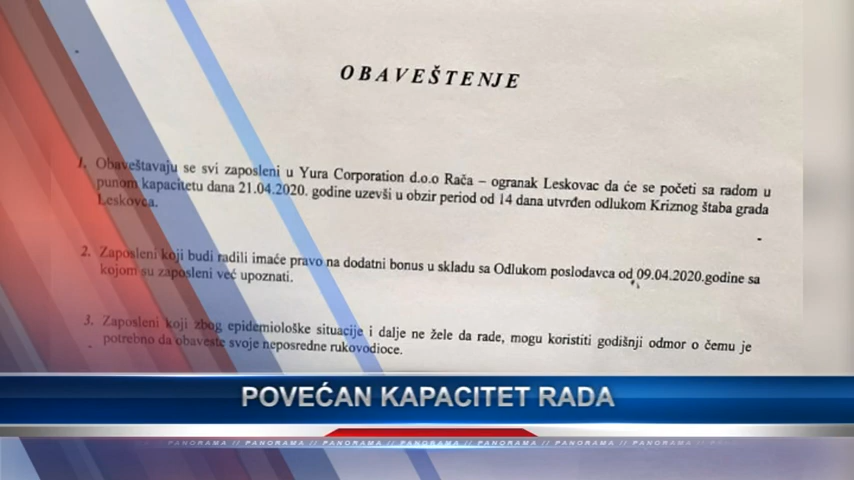 OBAVEŠTENJE
1. Obaveštavaju se svi zaposleni u Yura Corporation d.o.o Rača – ogranak Leskovac da će se početi sa radom u
punom kapacitetu dana 21.04.2020. godine uzevši u obzir period od 14 dana utvrđen odlukom Kriznog štaba grada
Leskovca.
2. Zaposleni koji budi radili imaće pravo na dodatni bonus u skladu sa Odlukom poslodavca od 09.04.2020.godine sa
kojom su zaposleni već upoznati.
3. Zaposleni koji zbog epidemiološke situacije i dalje ne žele da rade, mogu koristiti godišnji odmor o čemu je
potrebno da obaveste svoje neposredne rukovodioce.
POVEĆAN KAPACITET RADA
PANORAMA // PANORAMA // PANORAMA // PANORAMA // PANORAMA // PANORAMA // PANORAMA // PANORAMA